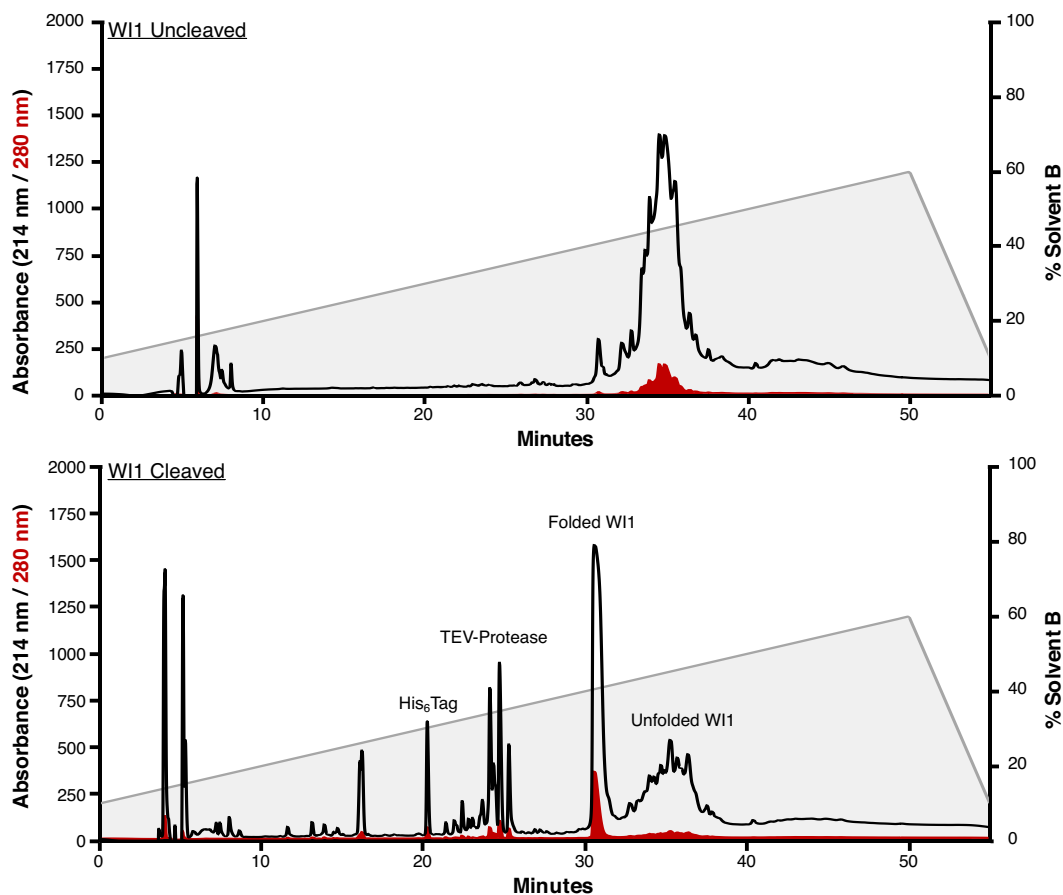 WI1 Uncleaved
2000
1750
1500
1250
1000
750
500
250
0
Absorbance (214 nm / 280 nm)
100
80
60
40
20
0
% Solvent B
0 10 20 30 40 50
Minutes
WI1 Cleaved
2000
1750
1500
1250
1000
750
500
250
0
Absorbance (214 nm / 280 nm)
Folded WI1
TEV-Protease
His₆Tag
Unfolded WI1
100
80
60
40
20
0
% Solvent B
0 10 20 30 40 50
Minutes